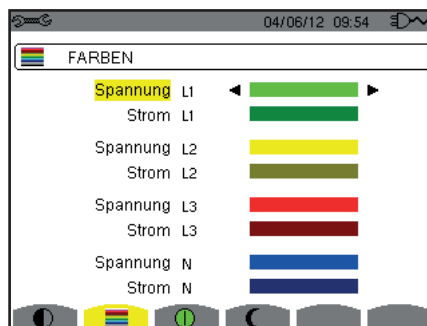 04/06/12 09:54
FARBEN
Spannung L1
Strom L1
Spannung L2
Strom L2
Spannung L3
Strom L3
Spannung N
Strom N